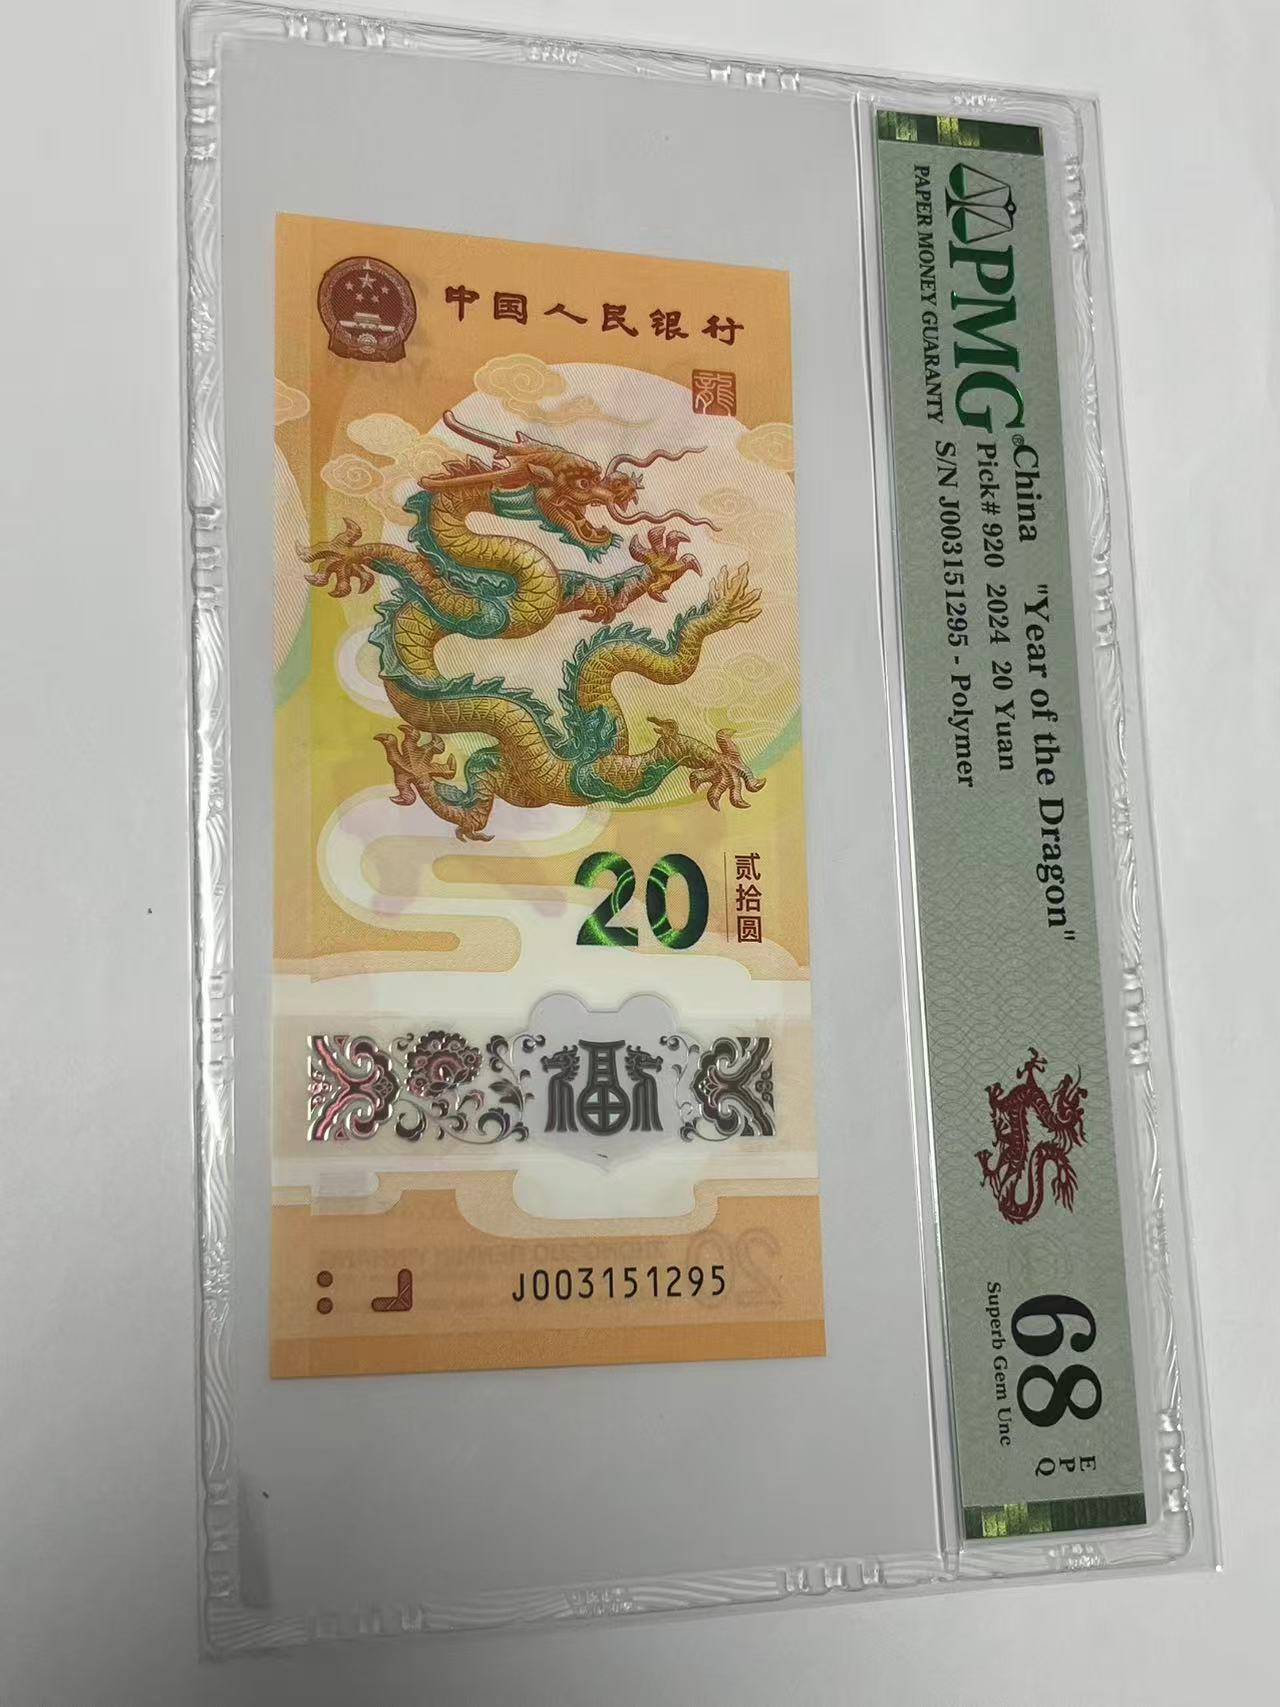 中国人民银行
龍
20
贰拾圆
福
J003151295
PMG®
PAPER MONEY GUARANTY
China "Year of the Dragon"
Pick# 920 2024 20 Yuan
S/N J003151295 - Polymer
68 EPQ
Superb Gem Unc